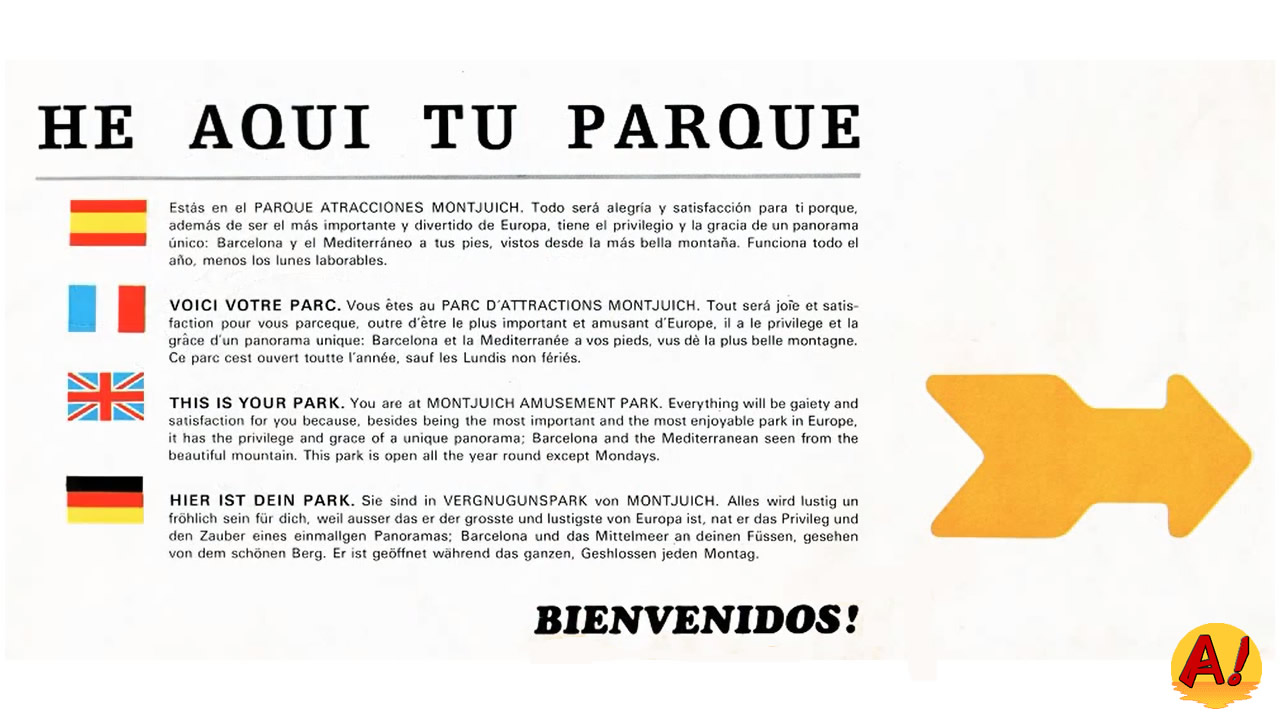 HE AQUI TU PARQUE
Estás en el PARQUE ATRACCIONES MONTJUICH. Todo será alegría y satisfacción para ti porque,
además de ser el más importante y divertido de Europa, tiene el privilegio y la gracia de un panorama
único: Barcelona y el Mediterráneo a tus pies, vistos desde la más bella montaña. Funciona todo el
año, menos los lunes laborables.
VOICI VOTRE PARC. Vous êtes au PARC D'ATTRACTIONS MONTJUICH. Tout será joïe et satis-
faction pour vous parceque, outre d'être le plus important et amusant d'Europe, il a le privilege et la
grâce d'un panorama unique: Barcelona et la Mediterranée a vos pieds, vus dè la plus belle montagne.
Ce parc cest ouvert toutte l'année, sauf les Lundis non fériés.
THIS IS YOUR PARK. You are at MONTJUICH AMUSEMENT PARK. Everything will be gaiety and
satisfaction for you because, besides being the most important and the most enjoyable park in Europe,
it has the privilege and grace of a unique panorama; Barcelona and the Mediterranean seen from the
beautiful mountain. This park is open all the year round except Mondays.
HIER IST DEIN PARK. Sie sind in VERGNUGUNSPARK von MONTJUICH. Alles wird lustig un
fröhlich sein für dich, weil ausser das er der grosste und lustigste von Europa ist, nat er das Privileg und
den Zauber eines einmallgen Panoramas; Barcelona und das Mittelmeer an deinen Füssen, gesehen
von dem schönen Berg. Er ist geöffnet während das ganzen, Geshlossen jeden Montag.
BIENVENIDOS!
A!